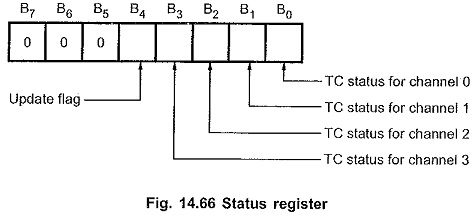 B7 B6 B5 B4 B3 B2 B1 B0
0 0 0
TC status for channel 0
Update flag
TC status for channel 1
TC status for channel 2
TC status for channel 3
Fig. 14.66 Status register